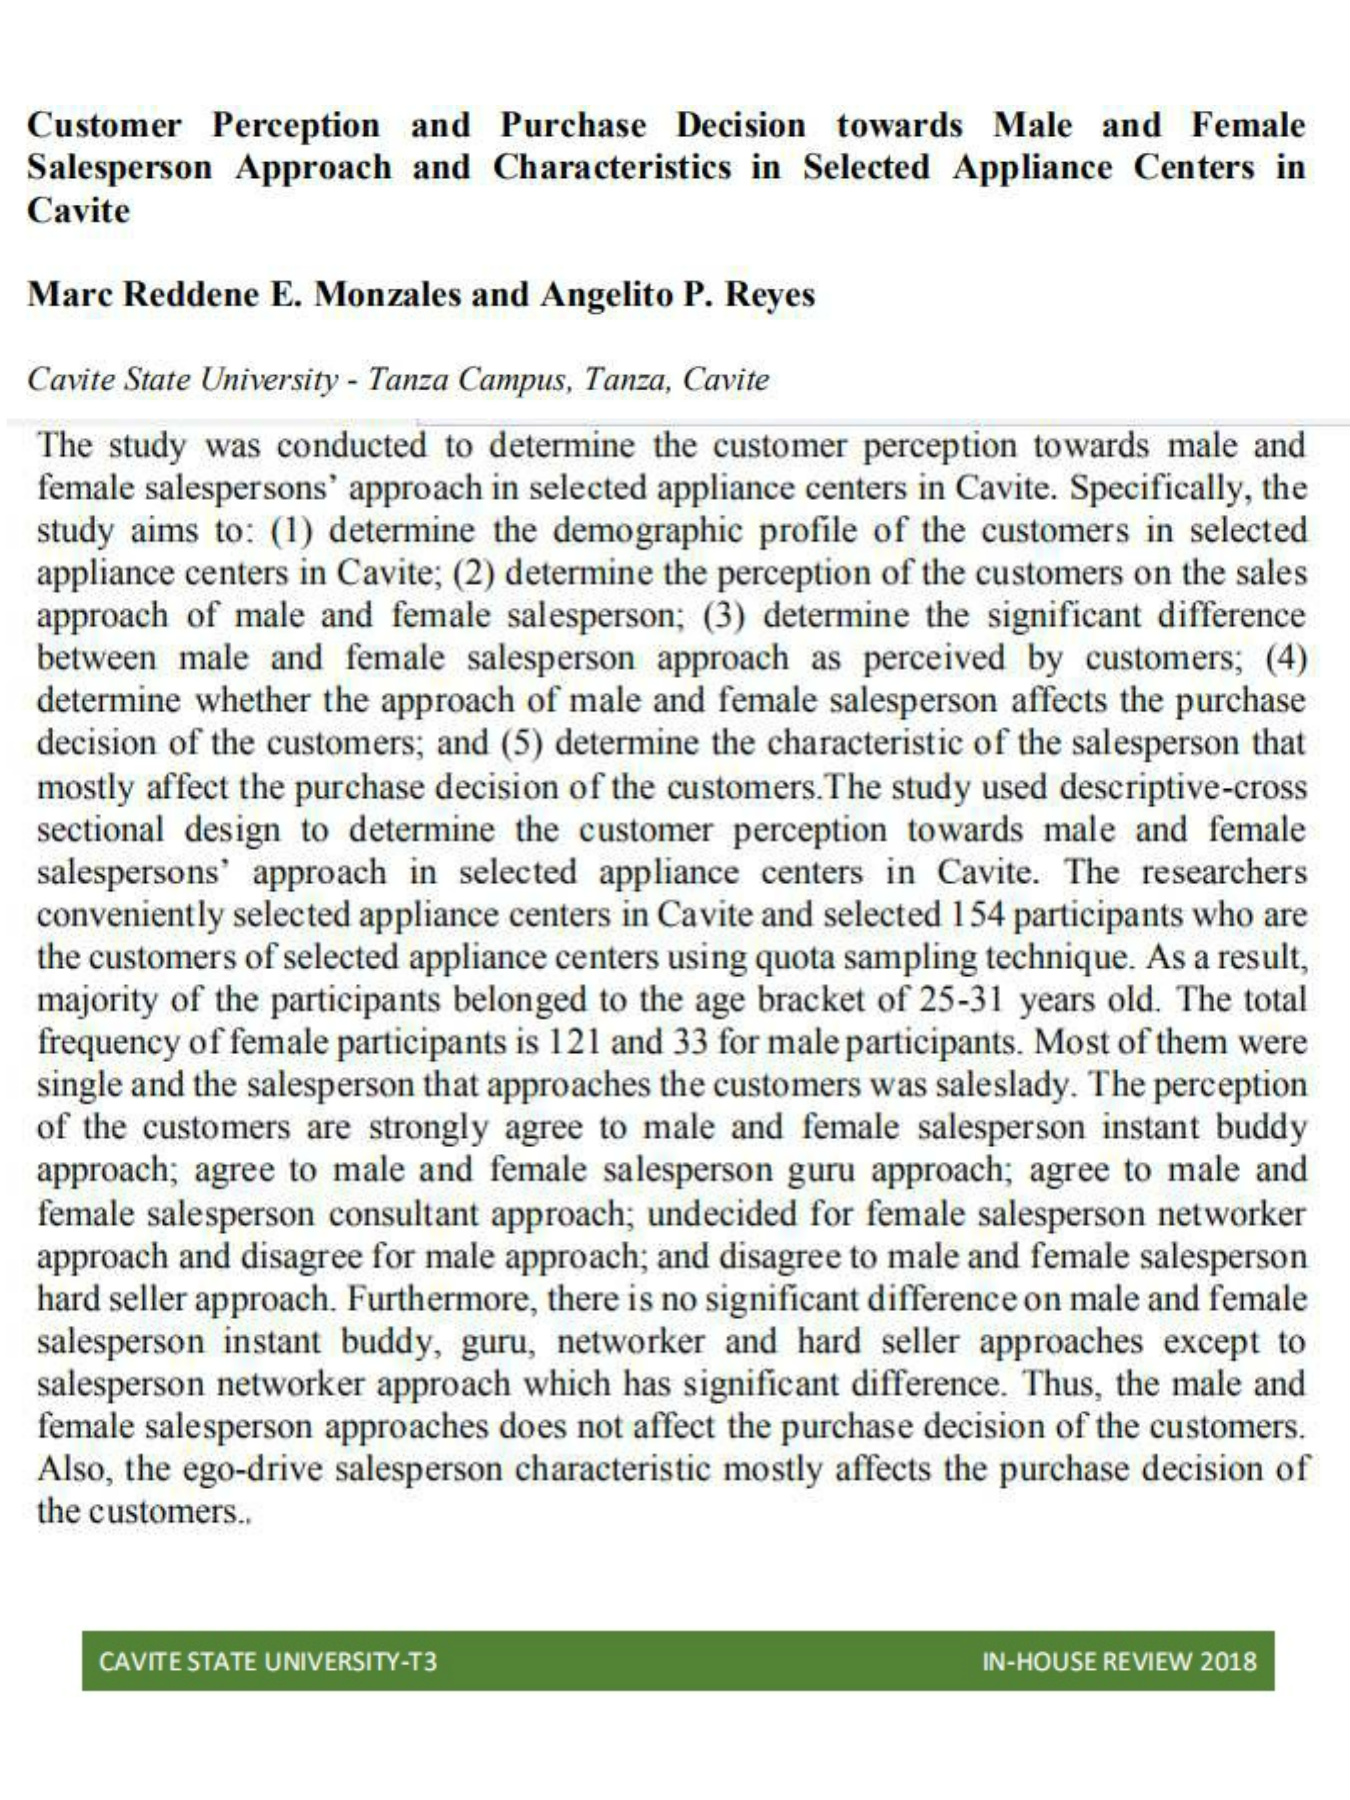 Customer Perception and Purchase Decision towards Male and Female
Salesperson Approach and Characteristics in Selected Appliance Centers in
Cavite
Marc Reddene E. Monzales and Angelito P. Reyes
Cavite State University - Tanza Campus, Tanza, Cavite
The study was conducted to determine the customer perception towards male and
female salespersons’ approach in selected appliance centers in Cavite. Specifically, the
study aims to: (1) determine the demographic profile of the customers in selected
appliance centers in Cavite; (2) determine the perception of the customers on the sales
approach of male and female salesperson; (3) determine the significant difference
between male and female salesperson approach as perceived by customers; (4)
determine whether the approach of male and female salesperson affects the purchase
decision of the customers; and (5) determine the characteristic of the salesperson that
mostly affect the purchase decision of the customers.The study used descriptive-cross
sectional design to determine the customer perception towards male and female
salespersons’ approach in selected appliance centers in Cavite. The researchers
conveniently selected appliance centers in Cavite and selected 154 participants who are
the customers of selected appliance centers using quota sampling technique. As a result,
majority of the participants belonged to the age bracket of 25-31 years old. The total
frequency of female participants is 121 and 33 for male participants. Most of them were
single and the salesperson that approaches the customers was saleslady. The perception
of the customers are strongly agree to male and female salesperson instant buddy
approach; agree to male and female salesperson guru approach; agree to male and
female salesperson consultant approach; undecided for female salesperson networker
approach and disagree for male approach; and disagree to male and female salesperson
hard seller approach. Furthermore, there is no significant difference on male and female
salesperson instant buddy, guru, networker and hard seller approaches except to
salesperson networker approach which has significant difference. Thus, the male and
female salesperson approaches does not affect the purchase decision of the customers.
Also, the ego-drive salesperson characteristic mostly affects the purchase decision of
the customers..
CAVITE STATE UNIVERSITY-T3 IN-HOUSE REVIEW 2018